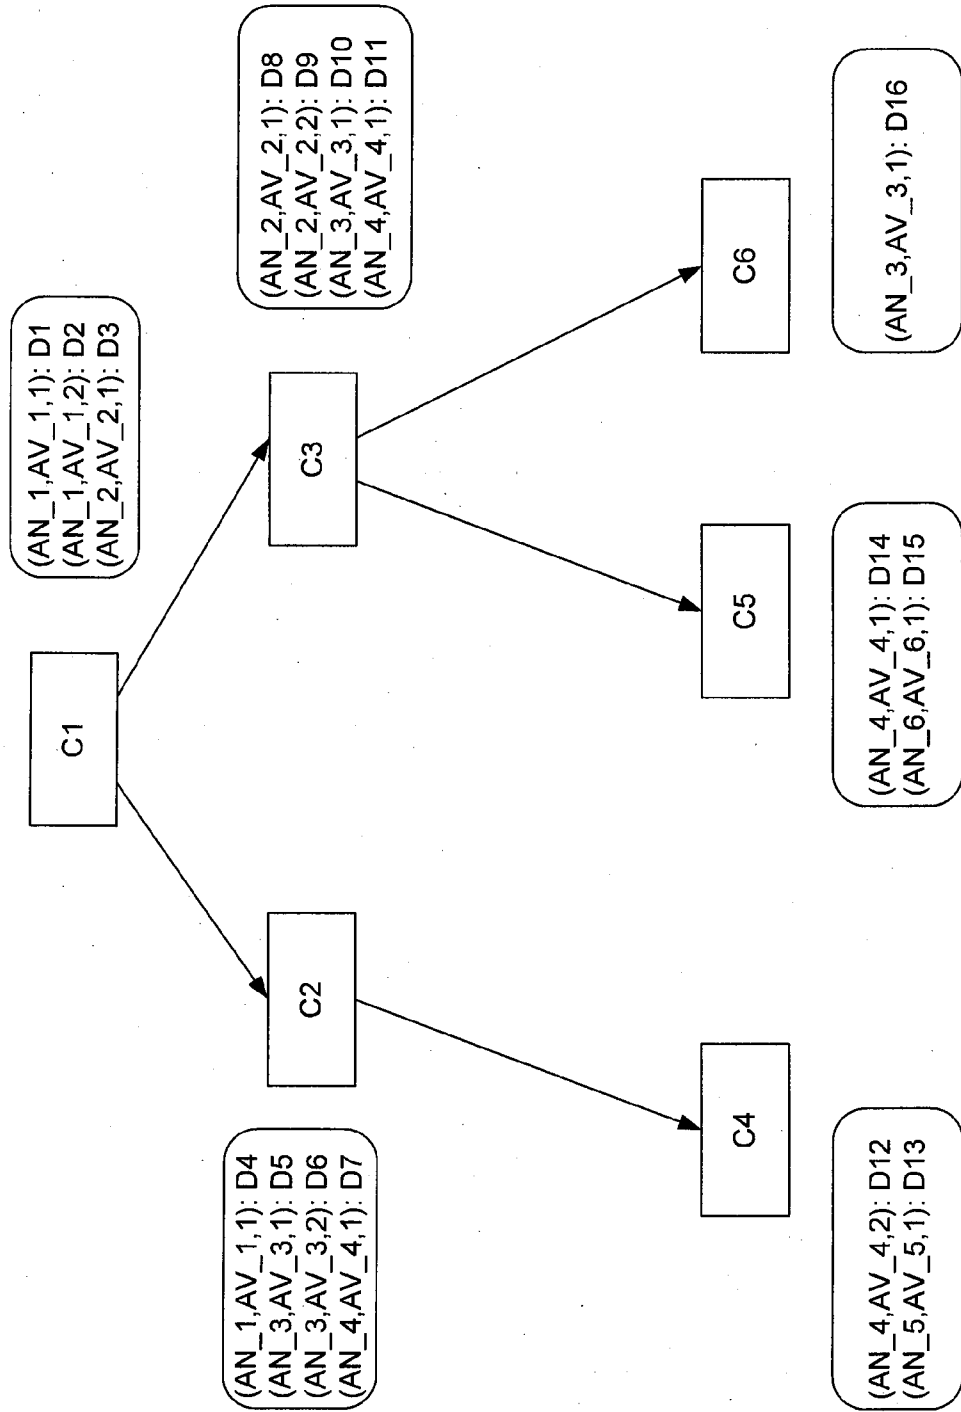 C1
(AN_1,AV_1,1): D1
(AN_1,AV_1,2): D2
(AN_2,AV_2,1): D3
(AN_1,AV_1,1): D4
(AN_3,AV_3,1): D5
(AN_3,AV_3,2): D6
(AN_4,AV_4,1): D7
C2
C3
(AN_2,AV_2,1): D8
(AN_2,AV_2,2): D9
(AN_3,AV_3,1): D10
(AN_4,AV_4,1): D11
C4
C5
C6
(AN_4,AV_4,2): D12
(AN_5,AV_5,1): D13
(AN_4,AV_4,1): D14
(AN_6,AV_6,1): D15
(AN_3,AV_3,1): D16